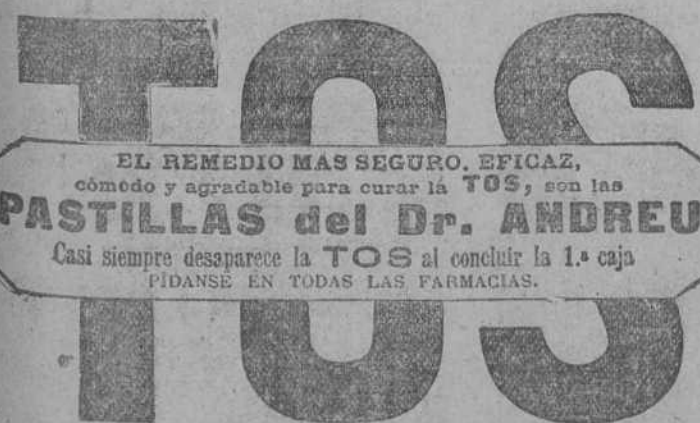 TOS
EL REMEDIO MAS SEGURO. EFICAZ,
cómodo y agradable para curar la TOS, son las
PASTILLAS del Dr. ANDREU
Casi siempre desaparece la TOS al concluir la 1.ª caja
PÍDANSE EN TODAS LAS FARMACIAS.